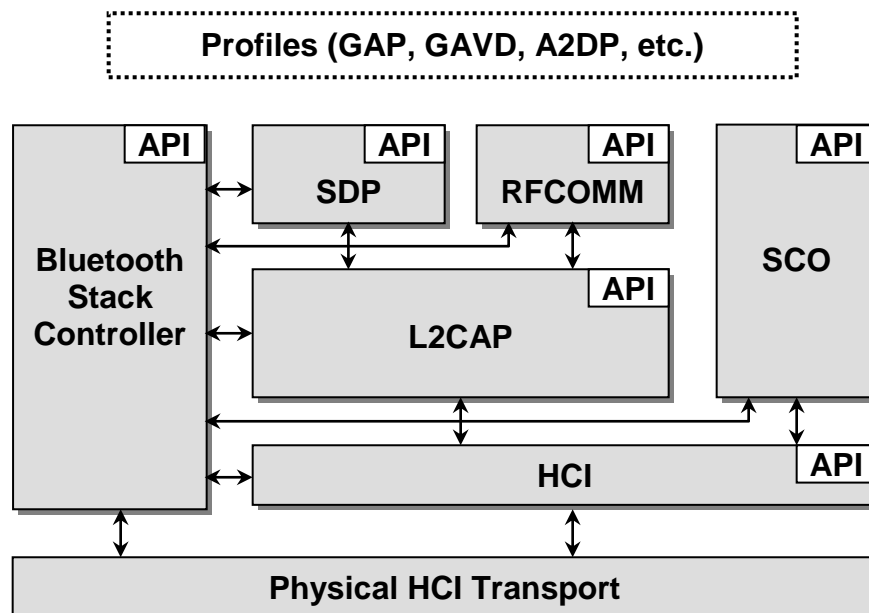 Profiles (GAP, GAVD, A2DP, etc.)
API
API
API
API
SDP
RFCOMM
Bluetooth
Stack
Controller
SCO
API
L2CAP
API
HCI
Physical HCI Transport